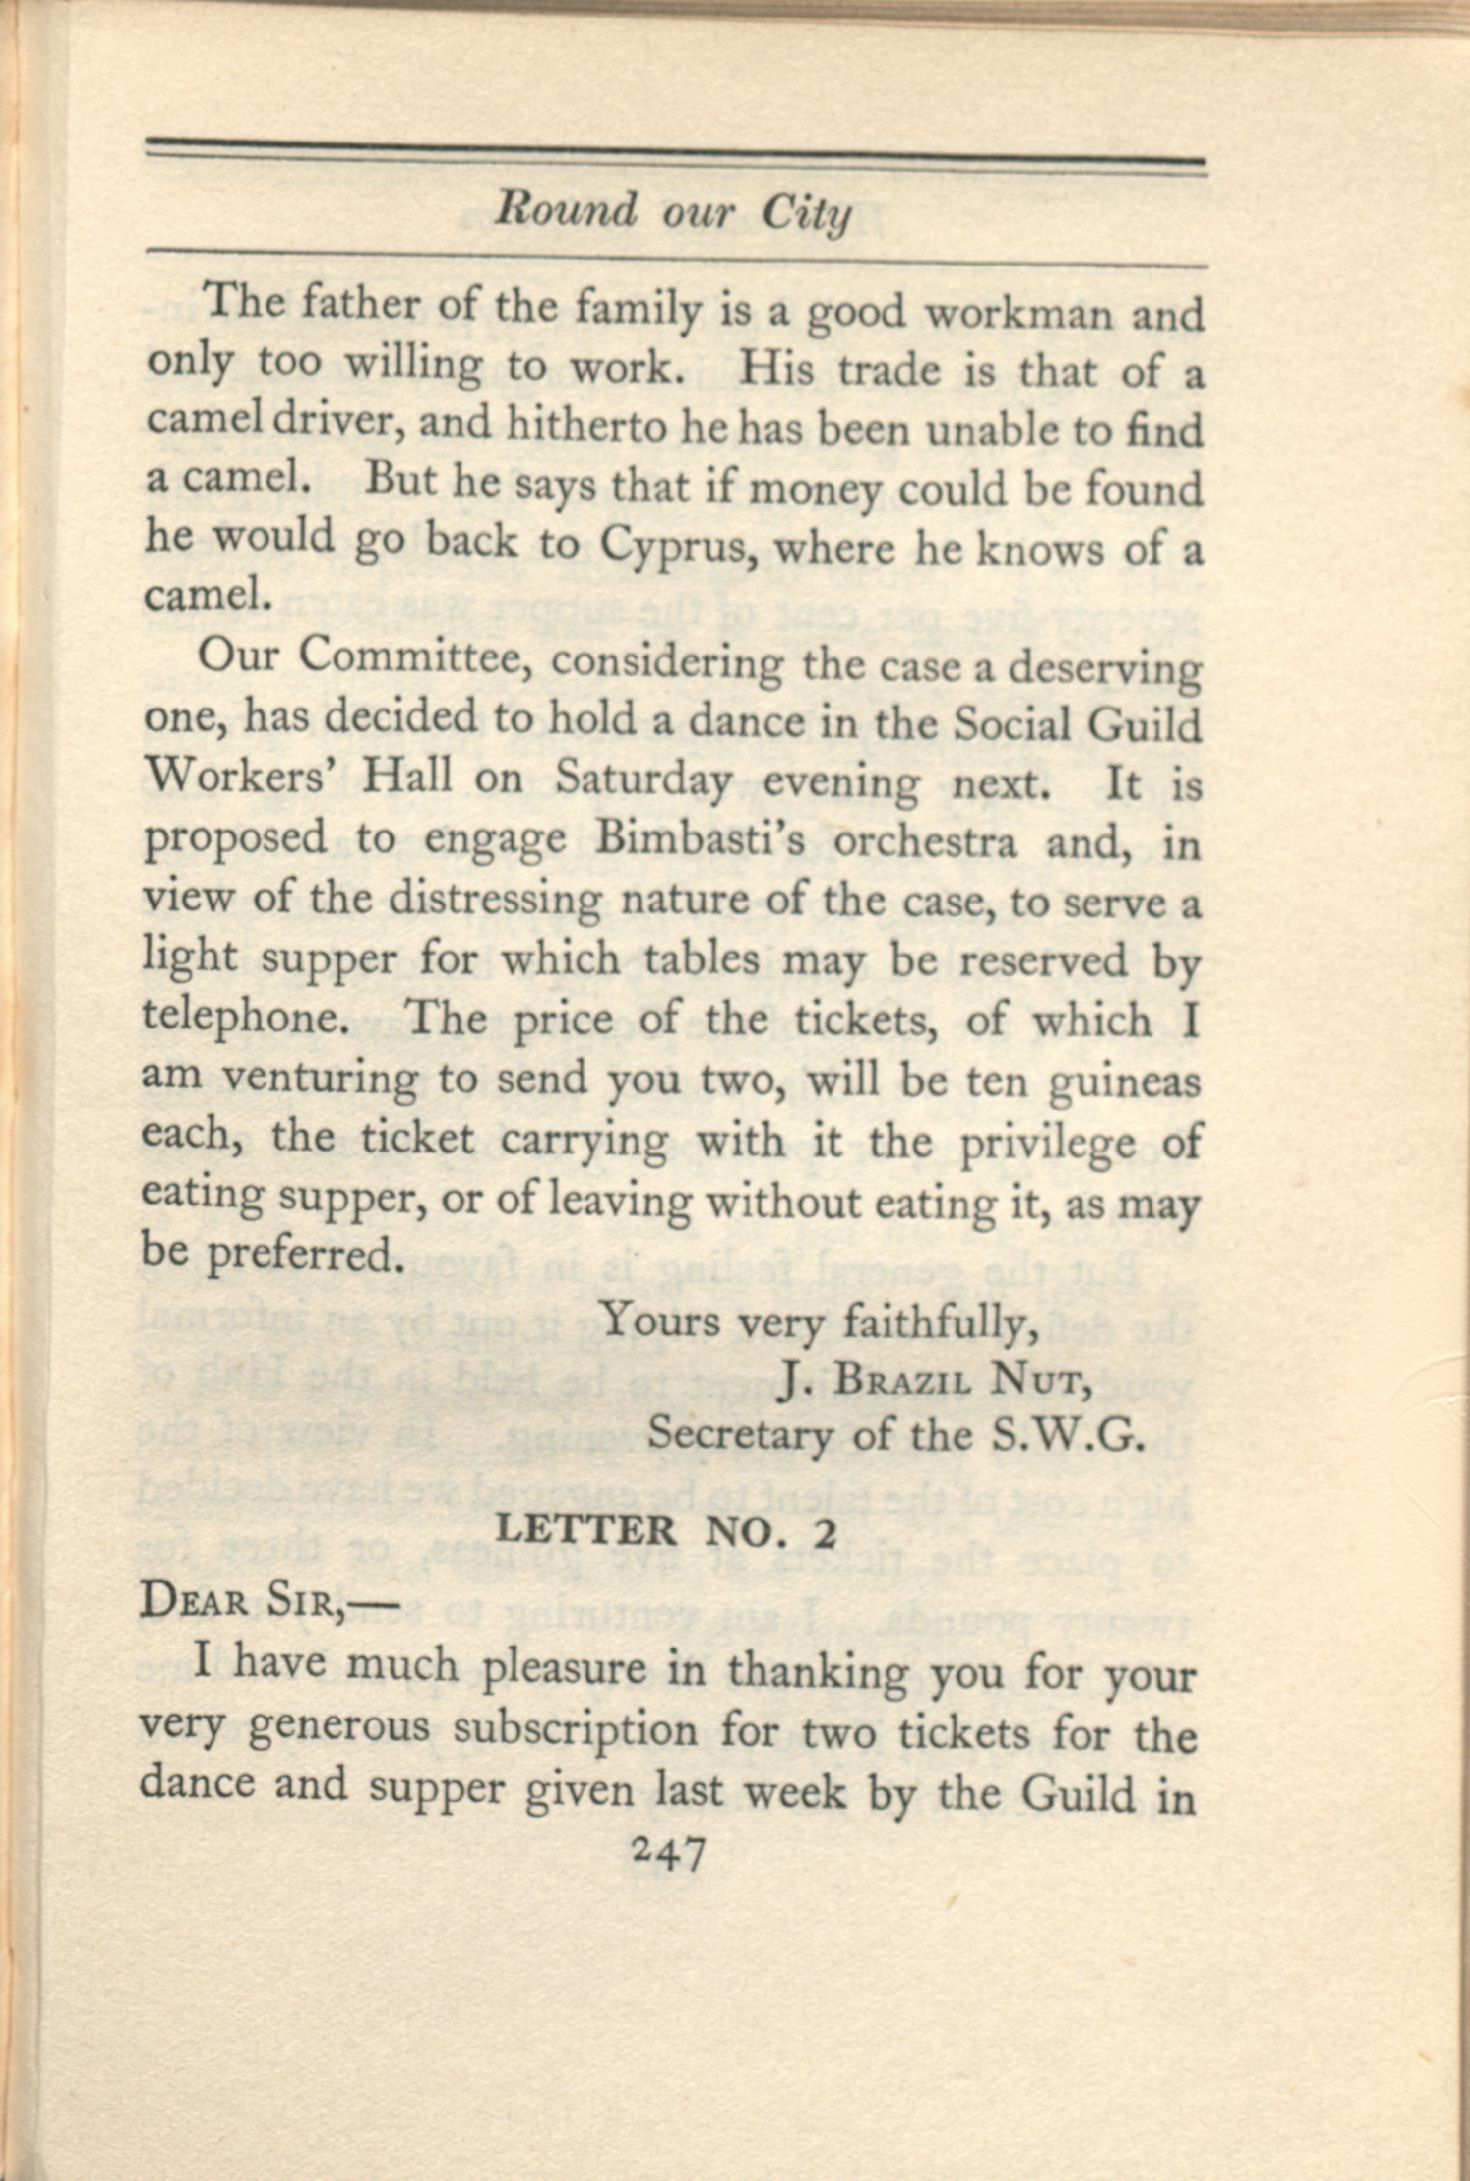 Round our City
The father of the family is a good workman and
only too willing to work. His trade is that of a
camel driver, and hitherto he has been unable to find
a camel. But he says that if money could be found
he would go back to Cyprus, where he knows of a
camel.
Our Committee, considering the case a deserving
one, has decided to hold a dance in the Social Guild
Workers’ Hall on Saturday evening next. It is
proposed to engage Bimbasti’s orchestra and, in
view of the distressing nature of the case, to serve a
light supper for which tables may be reserved by
telephone. The price of the tickets, of which I
am venturing to send you two, will be ten guineas
each, the ticket carrying with it the privilege of
eating supper, or of leaving without eating it, as may
be preferred.
Yours very faithfully,
J. BRAZIL NUT,
Secretary of the S.W.G.
LETTER NO. 2
DEAR SIR,—
I have much pleasure in thanking you for your
very generous subscription for two tickets for the
dance and supper given last week by the Guild in
247